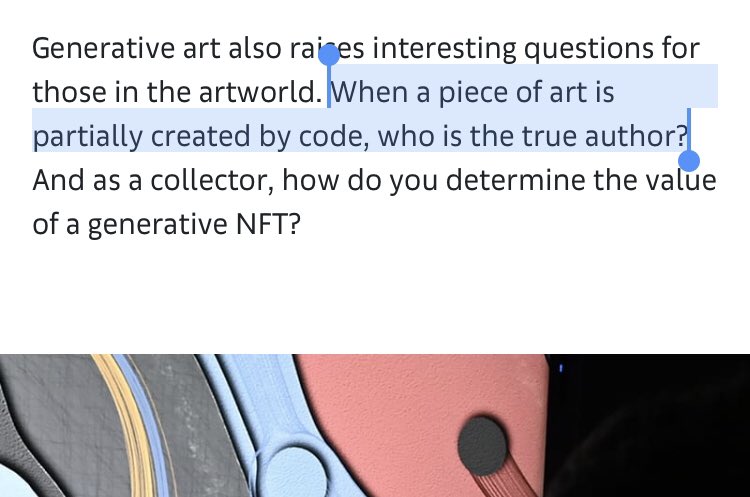 Generative art also raises interesting questions for
those in the artworld. When a piece of art is
partially created by code, who is the true author?
And as a collector, how do you determine the value
of a generative NFT?